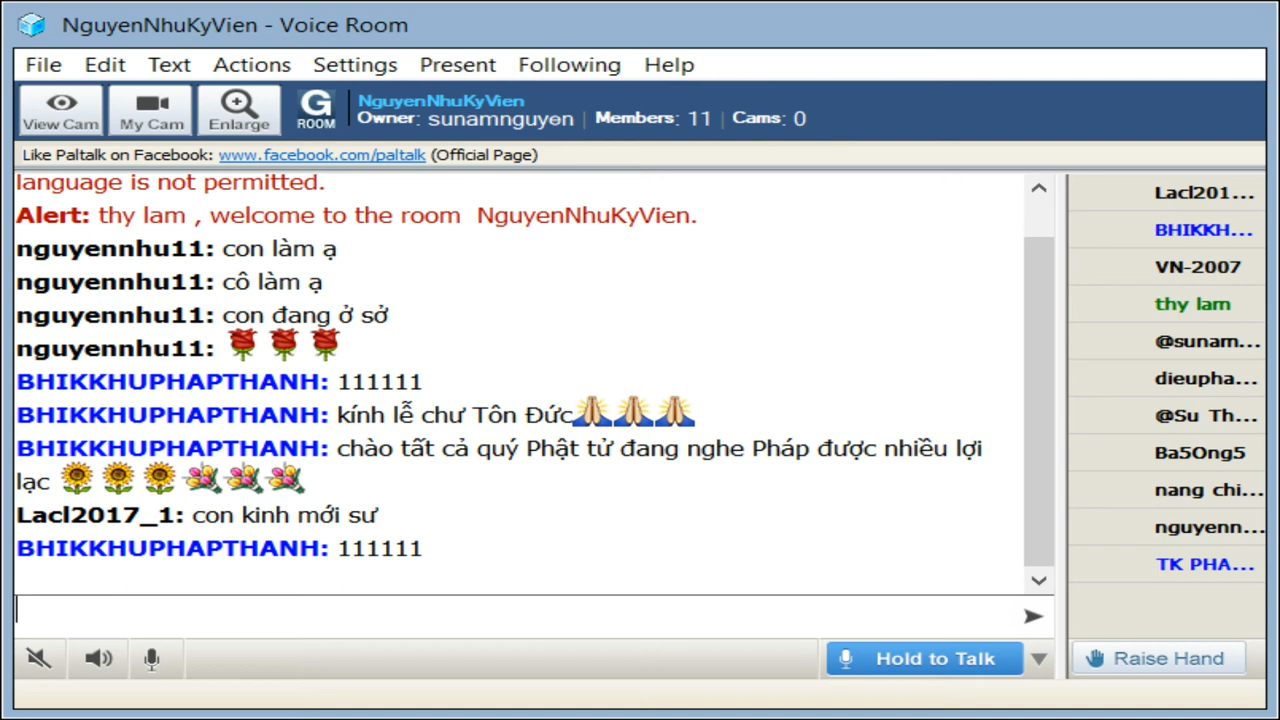 NguyenNhuKyVien - Voice Room
File Edit Text Actions Settings Present Following Help
View Cam My Cam Enlarge G ROOM
NguyenNhuKyVien
Owner: sunamnguyen Members: 11 Cams: 0
Like Paltalk on Facebook: www.facebook.com/paltalk (Official Page)
language is not permitted.
Alert: thy lam , welcome to the room NguyenNhuKyVien.
nguyennhu11: con làm ạ
nguyennhu11: cô làm ạ
nguyennhu11: con đang ở sở
nguyennhu11:
BHIKKHUPHAPTHANH: 111111
BHIKKHUPHAPTHANH: kính lễ chư Tôn Đức
BHIKKHUPHAPTHANH: chào tất cả quý Phật tử đang nghe Pháp được nhiều lợi
lạc
Lacl2017_1: con kinh mới sư
BHIKKHUPHAPTHANH: 111111
Lacl201...
BHIKKH...
VN-2007
thy lam
@sunam...
dieupha...
@Su Th...
Ba5Ong5
nang chi...
nguyenn...
TK PHA...
Hold to Talk
Raise Hand